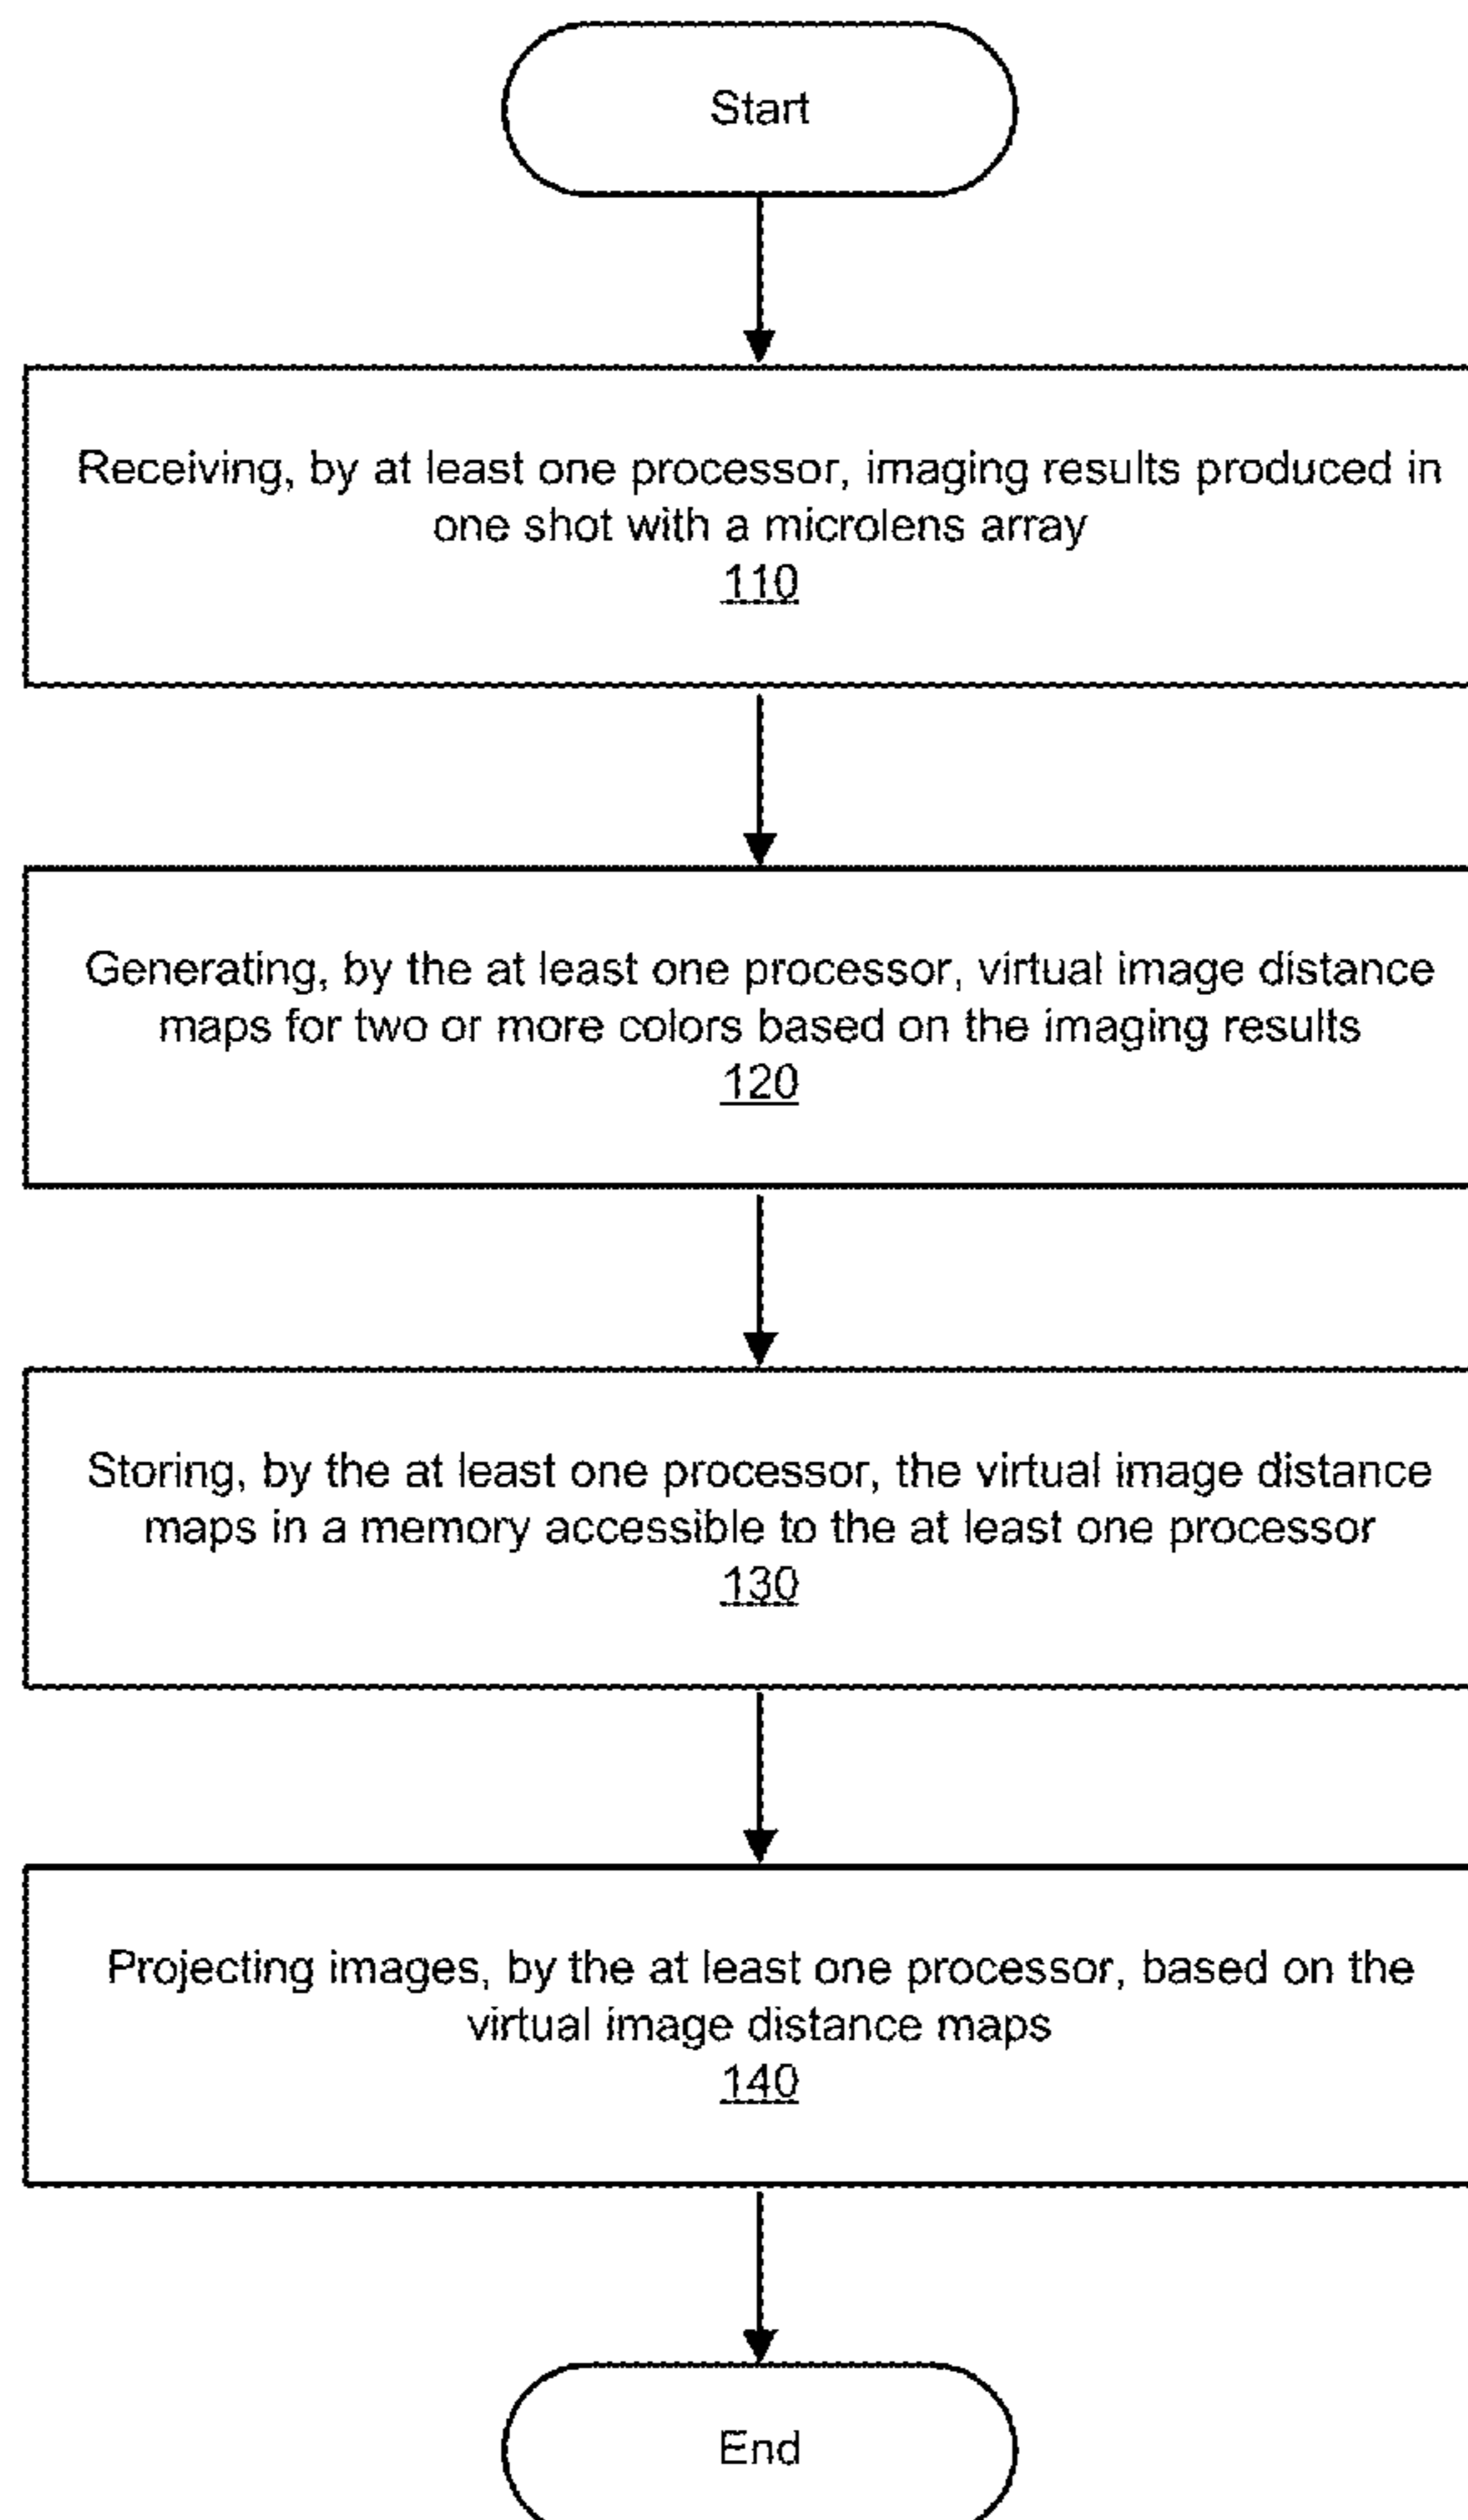 Start
Receiving, by at least one processor, imaging results produced in
one shot with a microlens array
110
Generating, by the at least one processor, virtual image distance
maps for two or more colors based on the imaging results
120
Storing, by the at least one processor, the virtual image distance
maps in a memory accessible to the at least one processor
130
Projecting images, by the at least one processor, based on the
virtual image distance maps
140
End